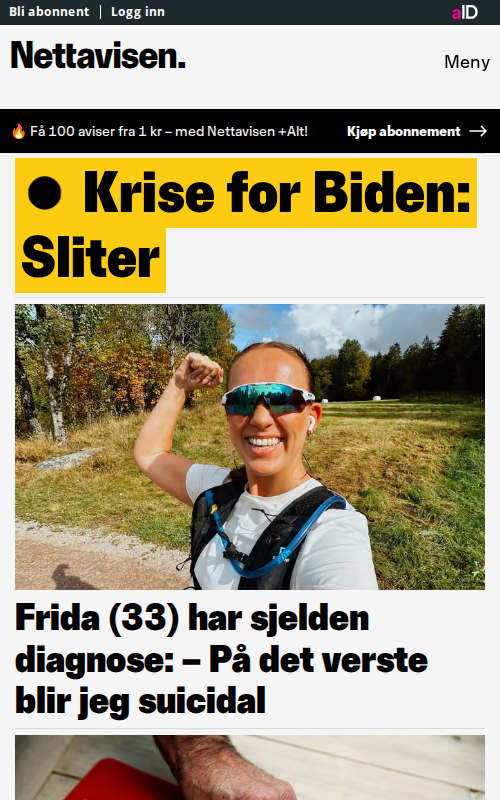 Bli abonnent | Logg inn
aID
Nettavisen.
Meny
🔥 Få 100 aviser fra 1 kr – med Nettavisen +Alt! Kjøp abonnement →
● Krise for Biden:
Sliter
Frida (33) har sjelden
diagnose: – På det verste
blir jeg suicidal